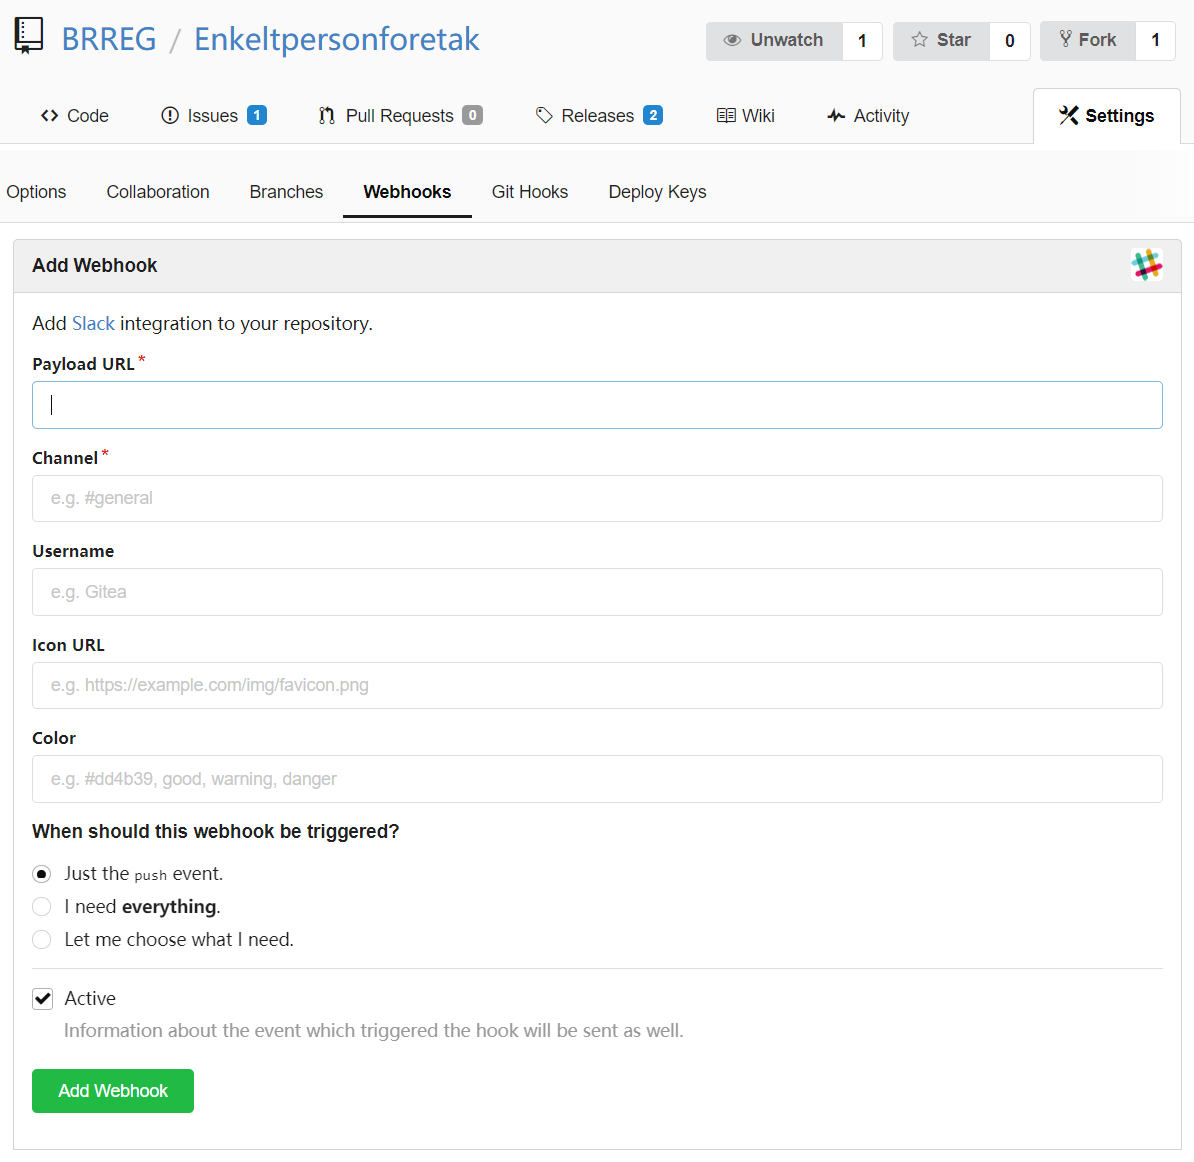 BRREG / Enkeltpersonforetak
Unwatch 1 Star 0 Fork 1
Code Issues 1 Pull Requests 0 Releases 2 Wiki Activity Settings
Options Collaboration Branches Webhooks Git Hooks Deploy Keys
Add Webhook
Add Slack integration to your repository.
Payload URL*
Channel*
e.g. #general
Username
e.g. Gitea
Icon URL
e.g. https://example.com/img/favicon.png
Color
e.g. #dd4b39, good, warning, danger
When should this webhook be triggered?
Just the push event.
I need everything.
Let me choose what I need.
Active
Information about the event which triggered the hook will be sent as well.
Add Webhook